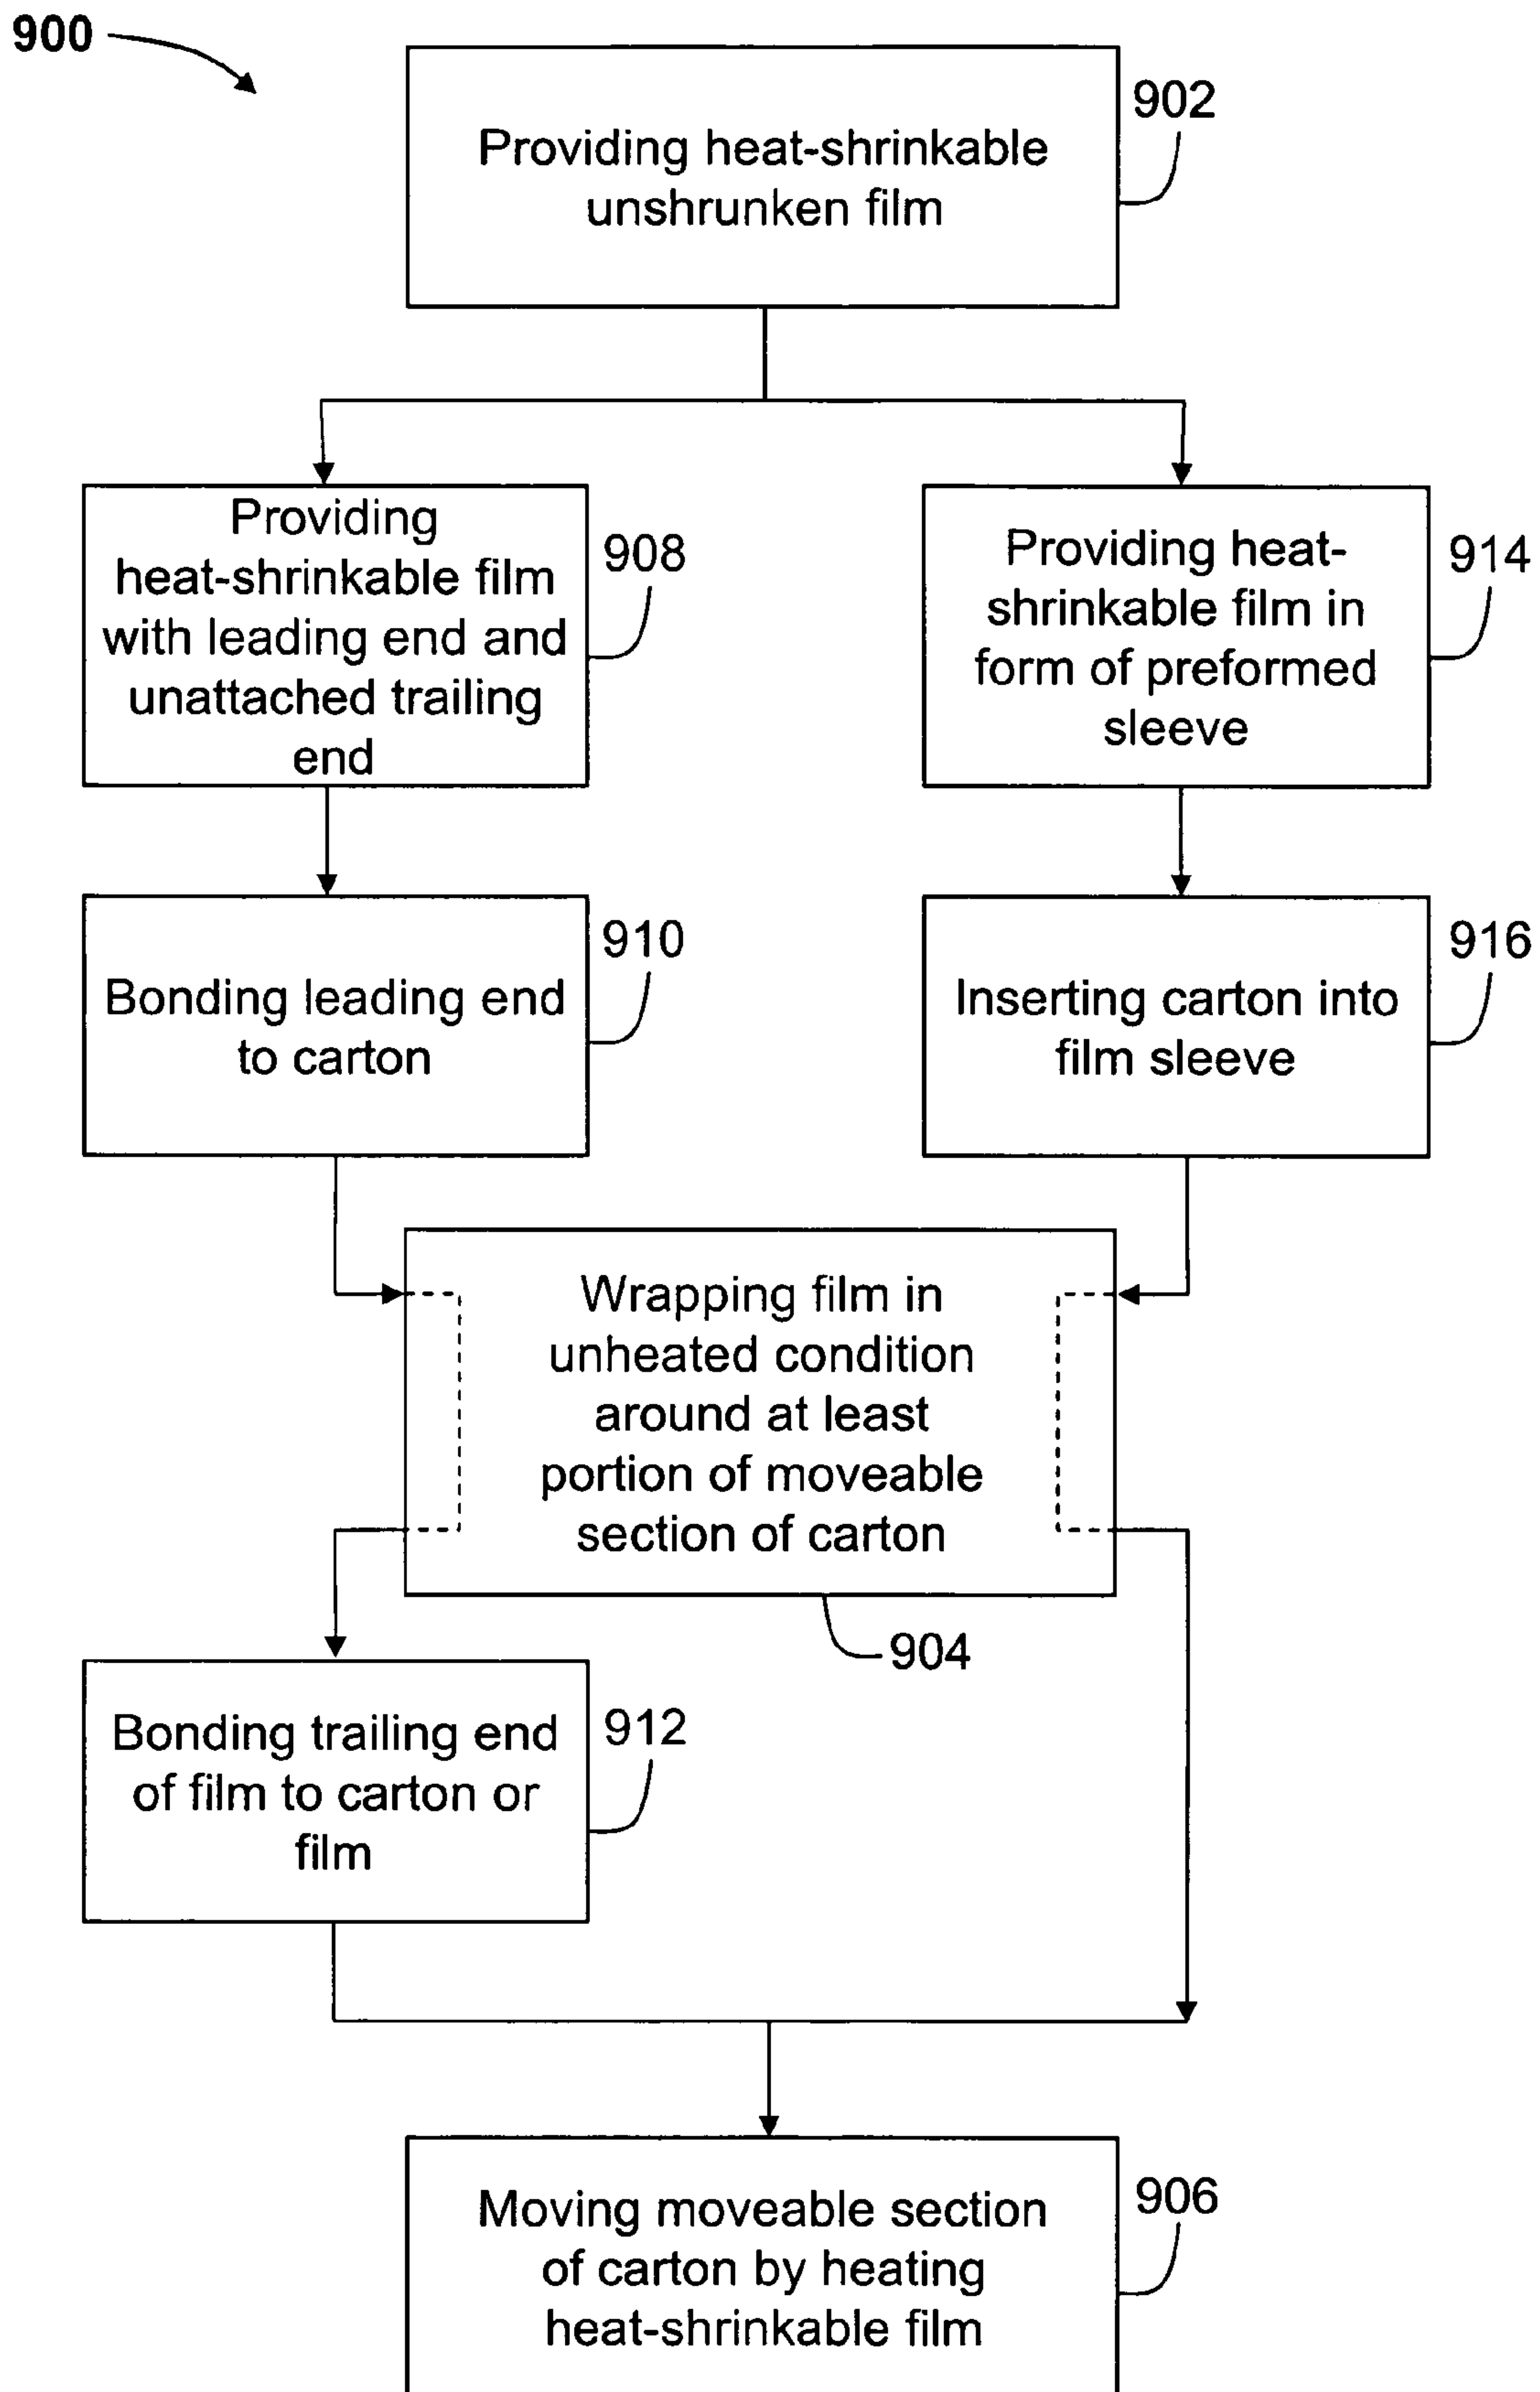 900
Providing heat-shrinkable
unshrunken film
902
Providing
heat-shrinkable film
with leading end and
unattached trailing
end
908
Providing heat-
shrinkable film in
form of preformed
sleeve
914
Bonding leading end
to carton
910
Inserting carton into
film sleeve
916
Wrapping film in
unheated condition
around at least
portion of moveable
section of carton
904
Bonding trailing end
of film to carton or
film
912
Moving moveable section
of carton by heating
heat-shrinkable film
906